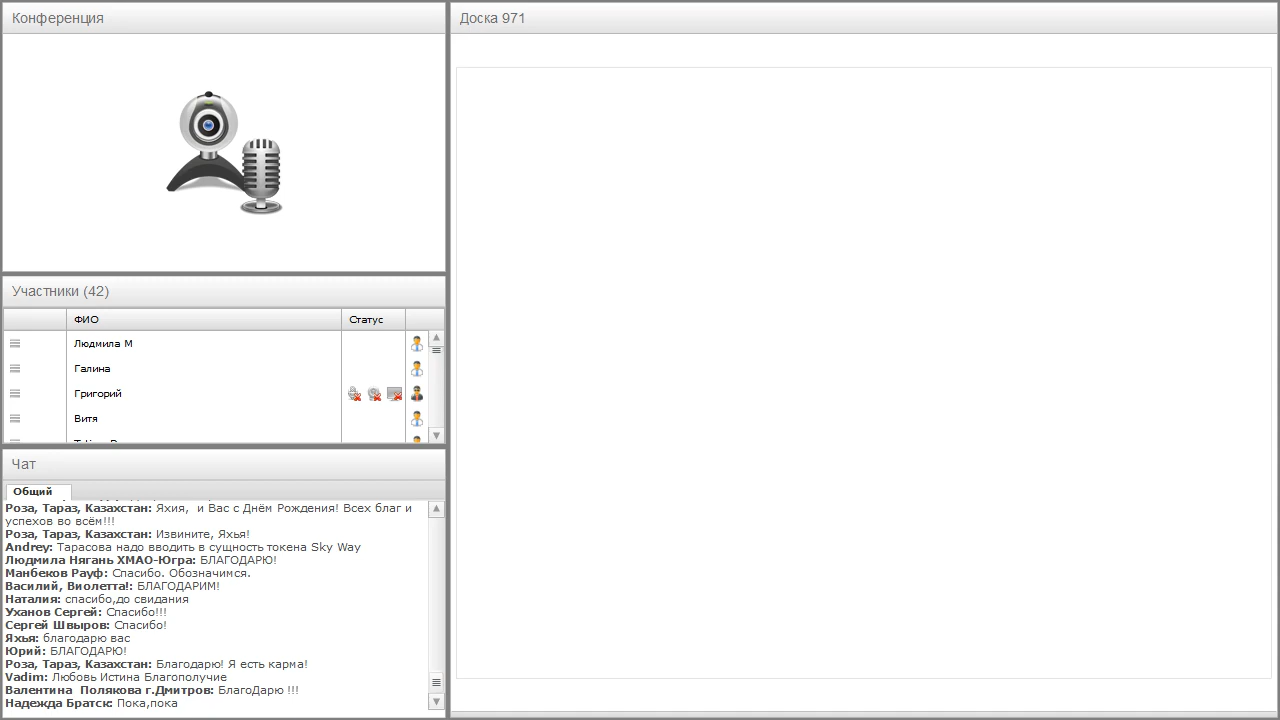 Конференция
Доска 971
Участники (42)
ФИО
Статус
Людмила М
Галина
Григорий
Витя
Чат
Общий
Роза, Тараз, Казахстан: Яхия,  и Вас с Днём Рождения! Всех благ и
успехов во всём!!!
Роза, Тараз, Казахстан: Извините, Яхья!
Andrey: Тарасова надо вводить в сущность токена Sky Way
Людмила Нягань ХМАО-Югра: БЛАГОДАРЮ!
Манбеков Рауф: Спасибо. Обозначимся.
Василий, Виолетта!: БЛАГОДАРИМ!
Наталия: спасибо,до свидания
Уханов Сергей: Спасибо!!!
Сергей Швыров: Спасибо!
Яхья: благодарю вас
Юрий: БЛАГОДАРЮ!
Роза, Тараз, Казахстан: Благодарю! Я есть карма!
Vadim: Любовь Истина Благополучие
Валентина  Полякова г.Дмитров: БлагоДарю !!!
Надежда Братск: Пока,пока